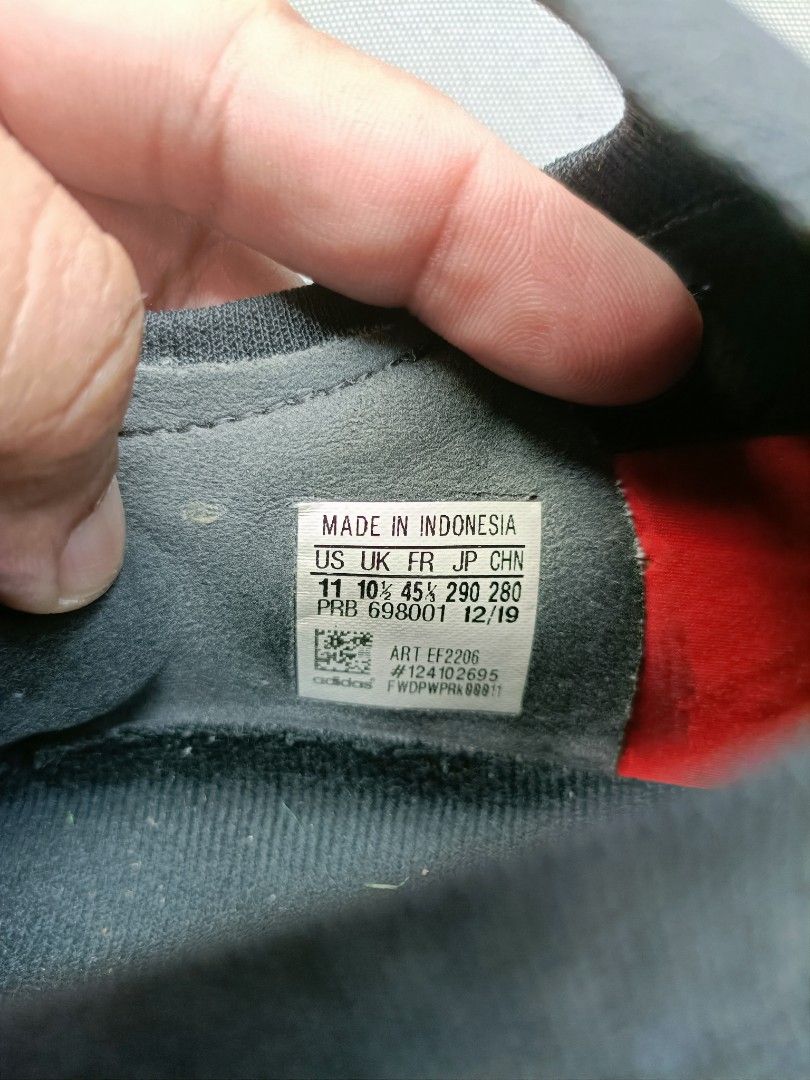 MADE IN INDONESIA
US UK FR JP CHN
11 10½ 45⅓ 290 280
PRB 698001 12/19
ART EF2206
#124102695
adidas